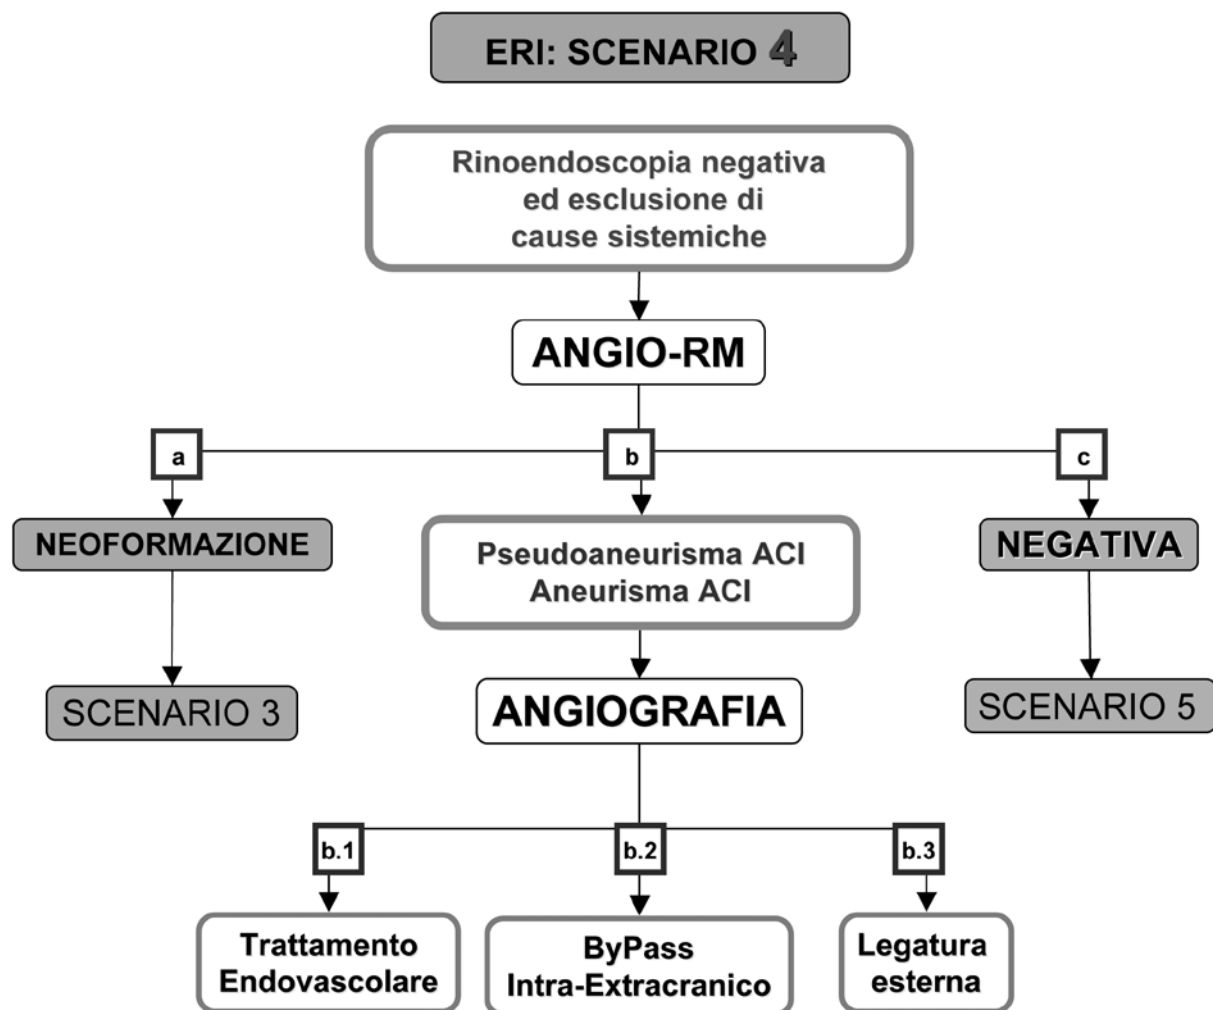 ERI: SCENARIO 4
Rinoendoscopia negativa
ed esclusione di
cause sistemiche
ANGIO-RM
a
b
c
NEOFORMAZIONE
Pseudoaneurisma ACI
Aneurisma ACI
NEGATIVA
SCENARIO 3
ANGIOGRAFIA
SCENARIO 5
b.1
b.2
b.3
Trattamento
Endovascolare
ByPass
Intra-Extracranico
Legatura
esterna